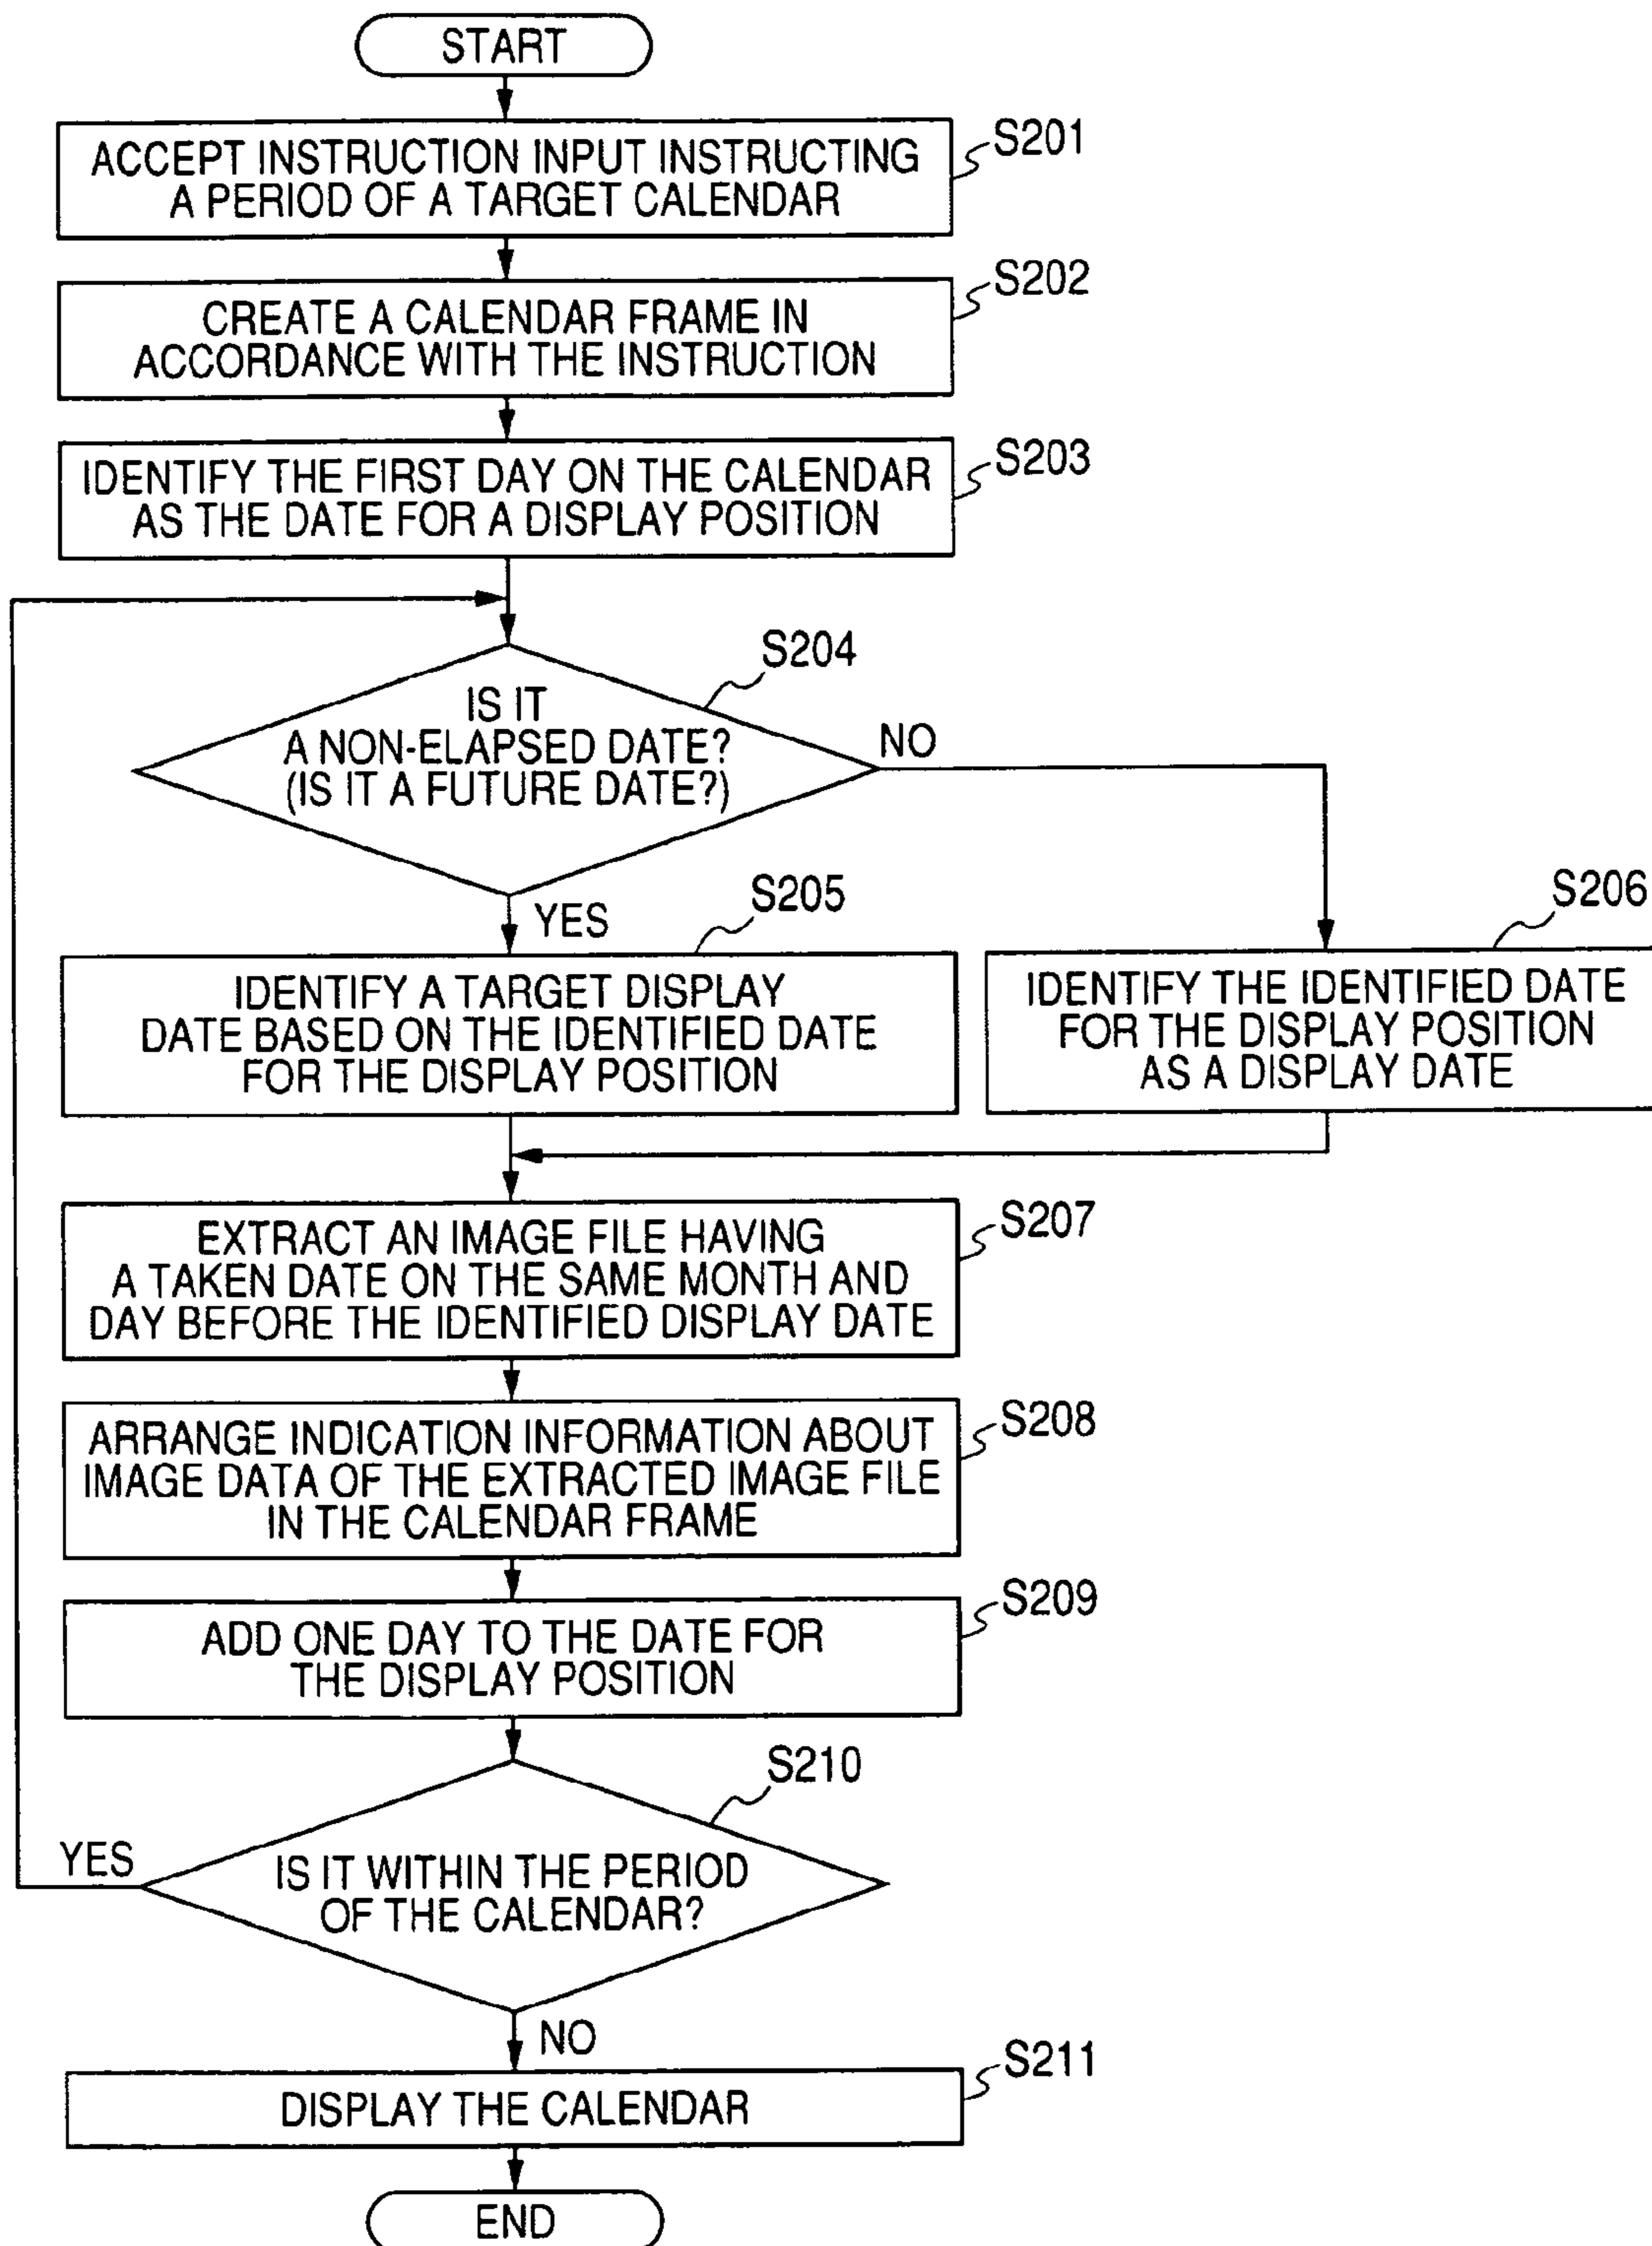 START
ACCEPT INSTRUCTION INPUT INSTRUCTING
A PERIOD OF A TARGET CALENDAR
S201
CREATE A CALENDAR FRAME IN
ACCORDANCE WITH THE INSTRUCTION
S202
IDENTIFY THE FIRST DAY ON THE CALENDAR
AS THE DATE FOR A DISPLAY POSITION
S203
S204
IS IT
A NON-ELAPSED DATE?
(IS IT A FUTURE DATE?)
NO
YES
S205
S206
IDENTIFY A TARGET DISPLAY
DATE BASED ON THE IDENTIFIED DATE
FOR THE DISPLAY POSITION
IDENTIFY THE IDENTIFIED DATE
FOR THE DISPLAY POSITION
AS A DISPLAY DATE
S207
EXTRACT AN IMAGE FILE HAVING
A TAKEN DATE ON THE SAME MONTH AND
DAY BEFORE THE IDENTIFIED DISPLAY DATE
S208
ARRANGE INDICATION INFORMATION ABOUT
IMAGE DATA OF THE EXTRACTED IMAGE FILE
IN THE CALENDAR FRAME
S209
ADD ONE DAY TO THE DATE FOR
THE DISPLAY POSITION
S210
YES
IS IT WITHIN THE PERIOD
OF THE CALENDAR?
NO
S211
DISPLAY THE CALENDAR
END